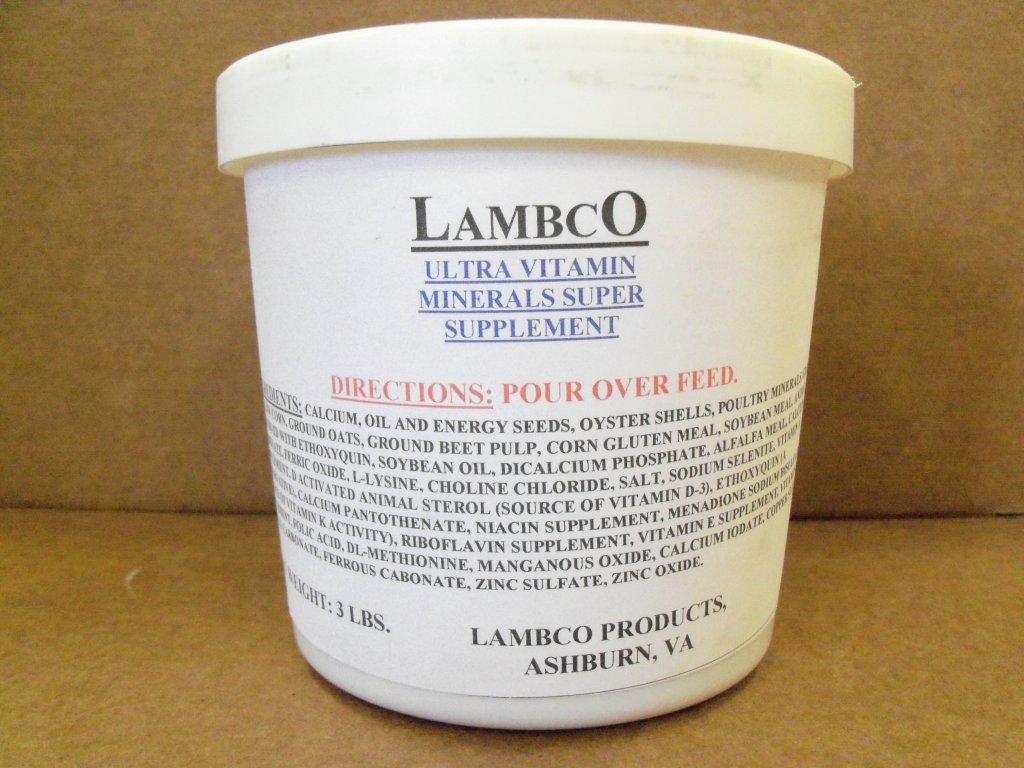 LAMBCO
ULTRA VITAMIN
MINERALS SUPER
SUPPLEMENT
DIRECTIONS: POUR OVER FEED.
CALCIUM, OIL AND ENERGY SEEDS, OYSTER SHELLS, POULTRY MINERALS
CORN, GROUND OATS, GROUND BEET PULP, CORN GLUTEN MEAL, SOYBEAN MEAL,
WITH ETHOXYQUIN, SOYBEAN OIL, DICALCIUM PHOSPHATE, ALFALFA MEAL,
FERRIC OXIDE, L-LYSINE, CHOLINE CHLORIDE, SALT, SODIUM SELENITE, VITAMIN
D ACTIVATED ANIMAL STEROL (SOURCE OF VITAMIN D-3), ETHOXYQUIN (A
CALCIUM PANTOTHENATE, NIACIN SUPPLEMENT, MENADIONE SODIUM
VITAMIN K ACTIVITY), RIBOFLAVIN SUPPLEMENT, VITAMIN E SUPPLEMENT,
FOLIC ACID, DL-METHIONINE, MANGANOUS OXIDE, CALCIUM IODATE,
FERROUS CABONATE, ZINC SULFATE, ZINC OXIDE.
WEIGHT: 3 LBS.
LAMBCO PRODUCTS,
ASHBURN, VA